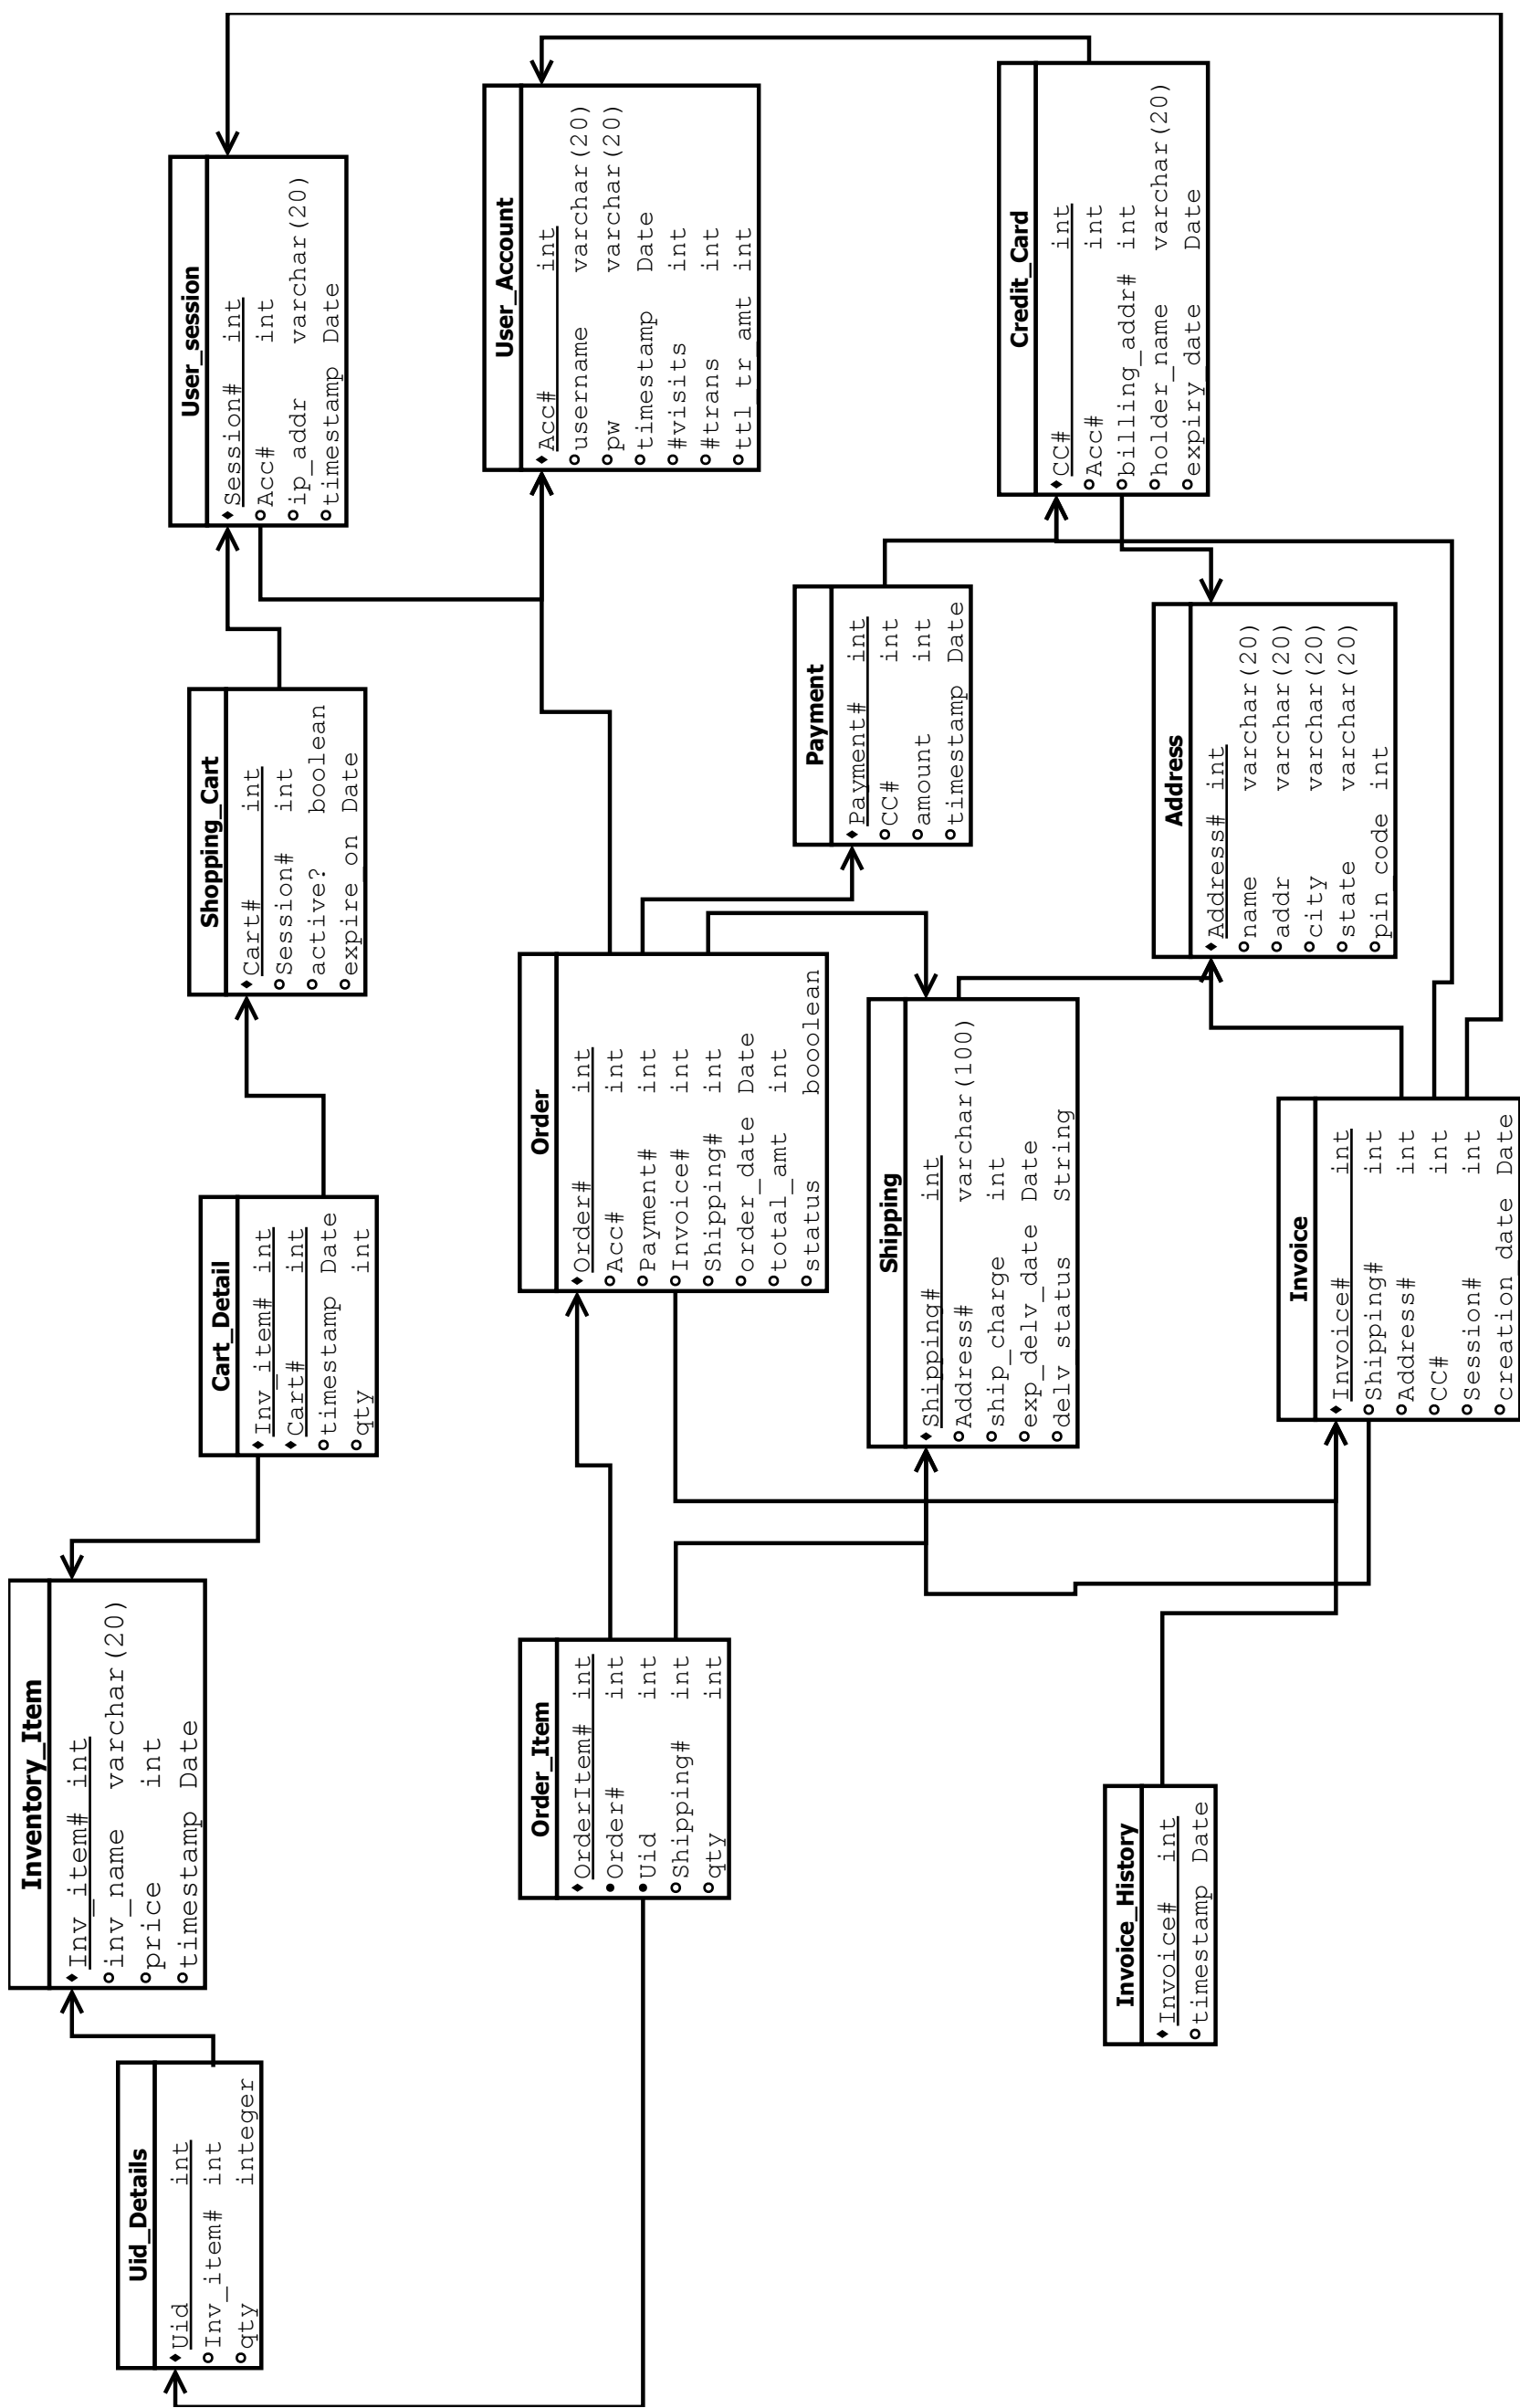 Uid_Details
Uid int
Inv_item# int
qty integer
Inventory_Item
Inv_item# int
inv_name varchar(20)
price int
timestamp Date
Cart_Detail
Inv_item# int
Cart# int
timestamp Date
qty int
Shopping_Cart
Cart# int
Session# int
active? boolean
expire on Date
User_session
Session# int
Acc# int
ip_addr varchar(20)
timestamp Date
Order_Item
OrderItem# int
Order# int
Uid int
Shipping# int
qty int
Order
Order# int
Acc# int
Payment# int
Invoice# int
Shipping# int
order_date Date
total_amt int
status booolean
User_Account
Acc# int
username varchar(20)
pw varchar(20)
timestamp Date
#visits int
#trans int
ttl tr amt int
Shipping
Shipping# int
Address# varchar(100)
ship_charge int
exp_delv_date Date
delv status String
Payment
Payment# int
CC# int
amount int
timestamp Date
Invoice_History
Invoice# int
timestamp Date
Invoice
Invoice# int
Shipping# int
Address# int
CC# int
Session# int
creation date Date
Address
Address# int
name varchar(20)
addr varchar(20)
city varchar(20)
state varchar(20)
pin code int
Credit_Card
CC# int
Acc# int
billing_addr# int
holder_name varchar(20)
expiry date Date